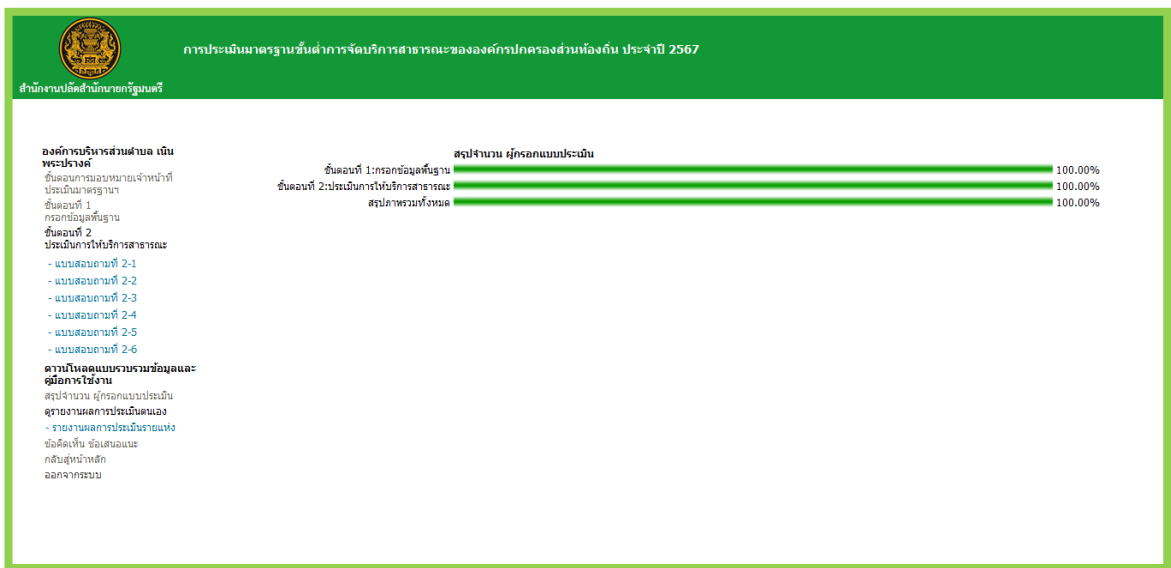 การประเมินมาตรฐานขั้นต่ำการจัดบริการสาธารณะขององค์กรปกครองส่วนท้องถิ่น ประจำปี 2567
สำนักงานปลัดสำนักนายกรัฐมนตรี
องค์การบริหารส่วนตำบล เนิน
พระปรางค์
ขั้นตอนการมอบหมายเจ้าหน้าที่
ประเมินมาตรฐานฯ
ขั้นตอนที่ 1
กรอกข้อมูลพื้นฐาน
ขั้นตอนที่ 2
ประเมินการให้บริการสาธารณะ
- แบบสอบถามที่ 2-1
- แบบสอบถามที่ 2-2
- แบบสอบถามที่ 2-3
- แบบสอบถามที่ 2-4
- แบบสอบถามที่ 2-5
- แบบสอบถามที่ 2-6
ดาวน์โหลดแบบรวบรวมข้อมูลและ
คู่มือการใช้งาน
สรุปจำนวน ผู้กรอกแบบประเมิน
ดูรายงานผลการประเมินตนเอง
- รายงานผลการประเมินรายแห่ง
ข้อคิดเห็น ข้อเสนอแนะ
กลับสู่หน้าหลัก
ออกจากระบบ
สรุปจำนวน ผู้กรอกแบบประเมิน
ขั้นตอนที่ 1:กรอกข้อมูลพื้นฐาน 100.00%
ขั้นตอนที่ 2:ประเมินการให้บริการสาธารณะ 100.00%
สรุปภาพรวมทั้งหมด 100.00%